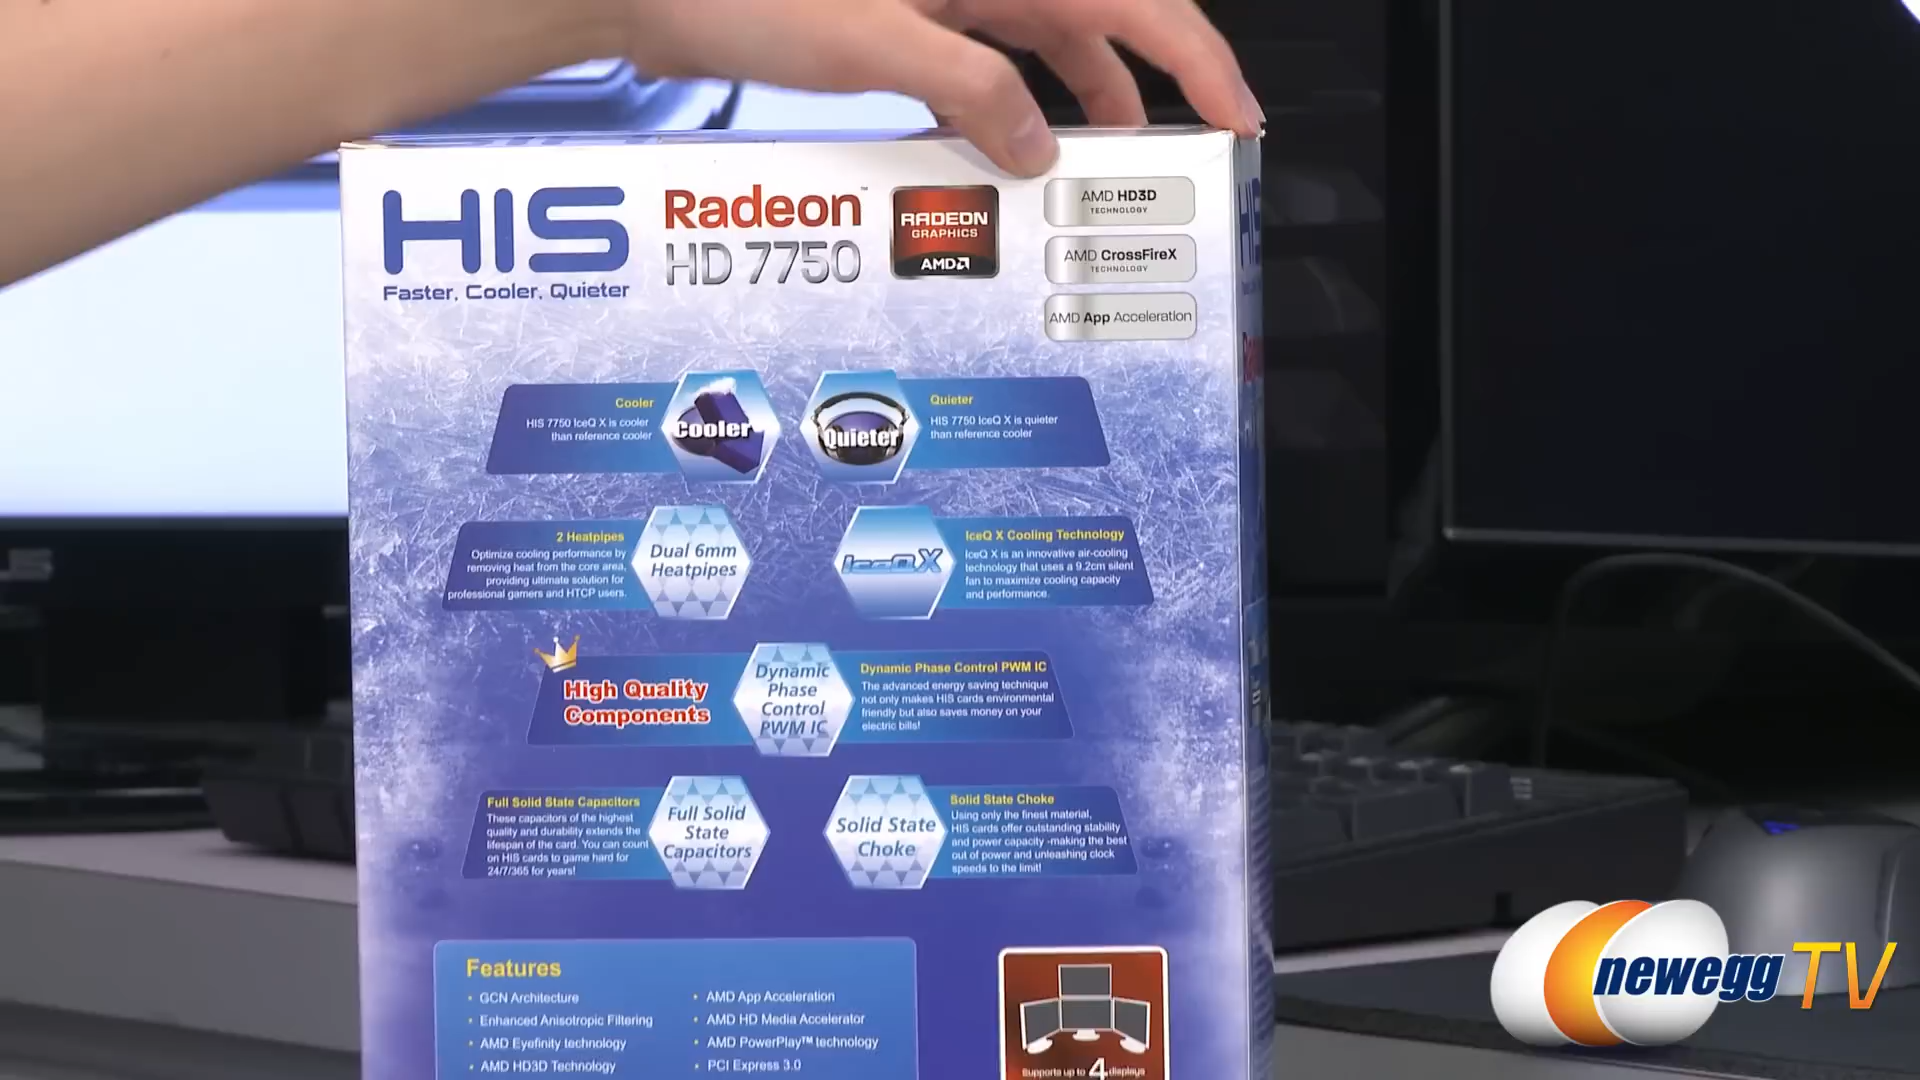 HIS
Faster, Cooler, Quieter
Radeon™
HD 7750
RADEON
GRAPHICS
AMD
AMD HD3D
TECHNOLOGY
AMD CrossFireX
TECHNOLOGY
AMD App Acceleration
Cooler
HIS 7750 IceQ X is cooler
than reference cooler
Cooler
Quieter
Quieter
HIS 7750 IceQ X is quieter
than reference cooler
2 Heatpipes
Optimize cooling performance by
removing heat from the core area,
providing ultimate solution for
professional gamers and HTCP users.
Dual 6mm
Heatpipes
IceQ X
IceQ X Cooling Technology
IceQ X is an innovative air-cooling
technology that uses a 9.2cm silent
fan to maximize cooling capacity
and performance.
High Quality
Components
Dynamic
Phase
Control
PWM IC
Dynamic Phase Control PWM IC
The advanced energy saving technique
not only makes HIS cards environmental
friendly but also saves money on your
electric bills!
Full Solid State Capacitors
These capacitors of the highest
quality and durability extends the
lifespan of the card. You can count
on HIS cards to game hard for
24/7/365 for years!
Full Solid
State
Capacitors
Solid State
Choke
Solid State Choke
Using only the finest material,
HIS cards offer outstanding stability
and power capacity -making the best
out of power and unleashing clock
speeds to the limit!
Features
• GCN Architecture
• Enhanced Anisotropic Filtering
• AMD Eyefinity technology
• AMD HD3D Technology
• AMD App Acceleration
• AMD HD Media Accelerator
• AMD PowerPlay™ technology
• PCI Express 3.0
Supports up to 4 displays
newegg TV